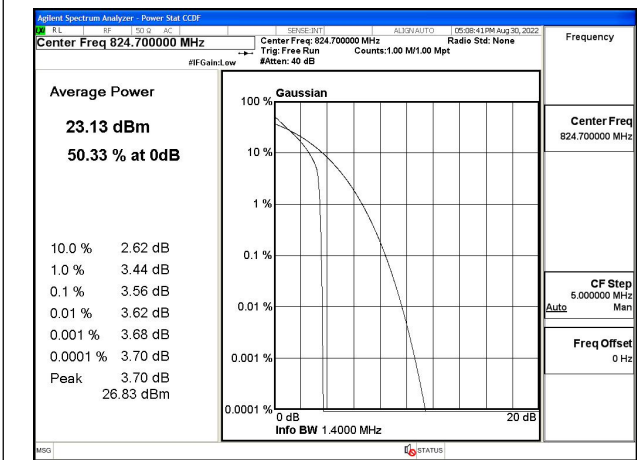 Agilent Spectrum Analyzer - Power Stat CCDF
RL RF 50 Ω AC SENSE:INT ALIGN AUTO 05:08:41 PM Aug 30, 2022
Center Freq 824.700000 MHz
Center Freq: 824.700000 MHz Radio Std: None
Trig: Free Run Counts:1.00 M/1.00 Mpt
#IFGain:Low #Atten: 40 dB
Frequency
Average Power
23.13 dBm
50.33 % at 0dB
10.0 % 2.62 dB
1.0 % 3.44 dB
0.1 % 3.56 dB
0.01 % 3.62 dB
0.001 % 3.68 dB
0.0001 % 3.70 dB
Peak 3.70 dB
26.83 dBm
Gaussian
100 %
10 %
1 %
0.1 %
0.01 %
0.001 %
0.0001 %
0 dB 20 dB
Info BW 1.4000 MHz
Center Freq
824.700000 MHz
CF Step
5.000000 MHz
Auto Man
Freq Offset
0 Hz
MSG STATUS